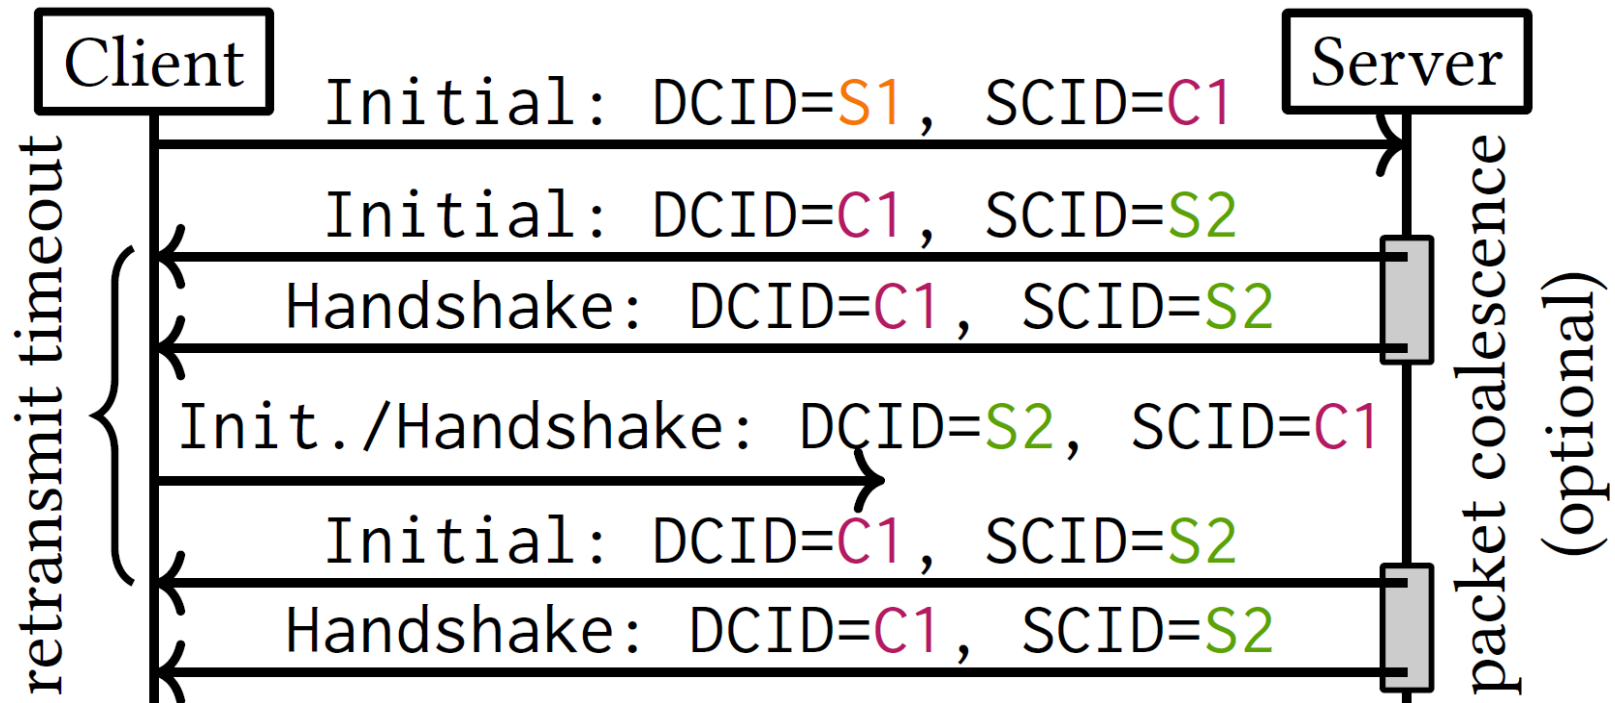 Client
Server
Initial: DCID=S1, SCID=C1
Initial: DCID=C1, SCID=S2
Handshake: DCID=C1, SCID=S2
Init./Handshake: DCID=S2, SCID=C1
Initial: DCID=C1, SCID=S2
Handshake: DCID=C1, SCID=S2
retransmit timeout
packet coalescence
(optional)